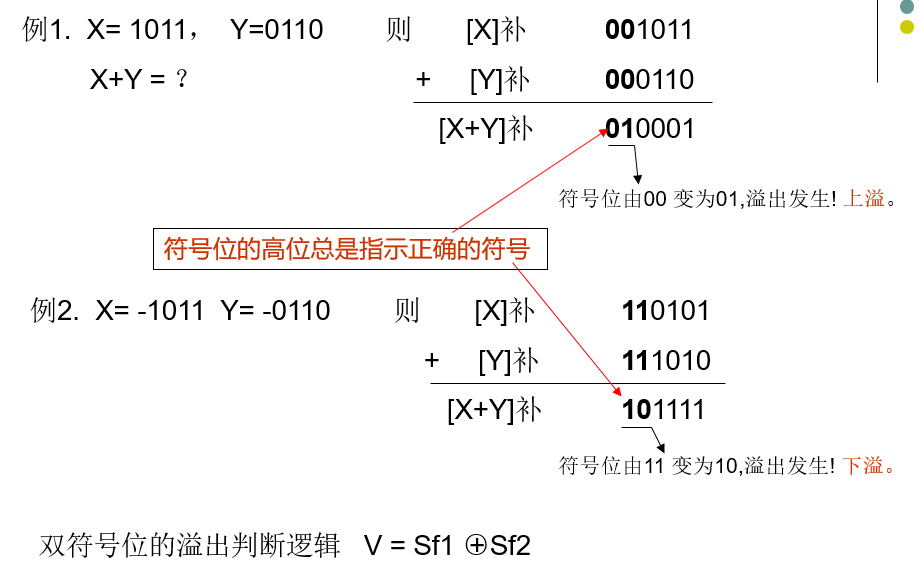 例1. X= 1011， Y=0110 则 [X]补 001011
X+Y = ？ + [Y]补 000110
[X+Y]补 010001
符号位由00 变为01,溢出发生! 上溢。
符号位的高位总是指示正确的符号
例2. X= -1011 Y= -0110 则 [X]补 110101
+ [Y]补 111010
[X+Y]补 101111
符号位由11 变为10,溢出发生! 下溢。
双符号位的溢出判断逻辑 V = Sf1 ⊕Sf2